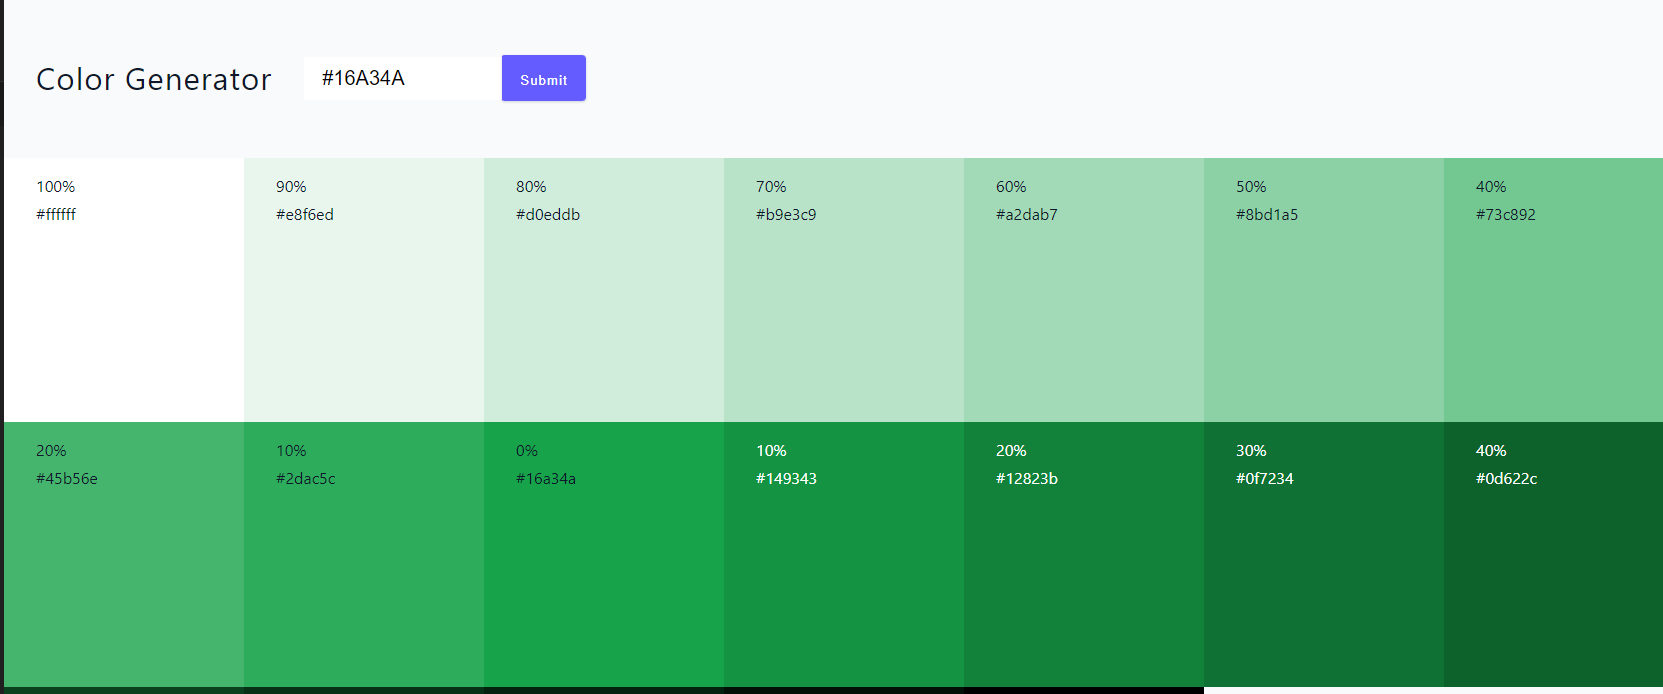 Color Generator
#16A34A
Submit
100%
#ffffff
90%
#e8f6ed
80%
#d0eddb
70%
#b9e3c9
60%
#a2dab7
50%
#8bd1a5
40%
#73c892
20%
#45b56e
10%
#2dac5c
0%
#16a34a
10%
#149343
20%
#12823b
30%
#0f7234
40%
#0d622c